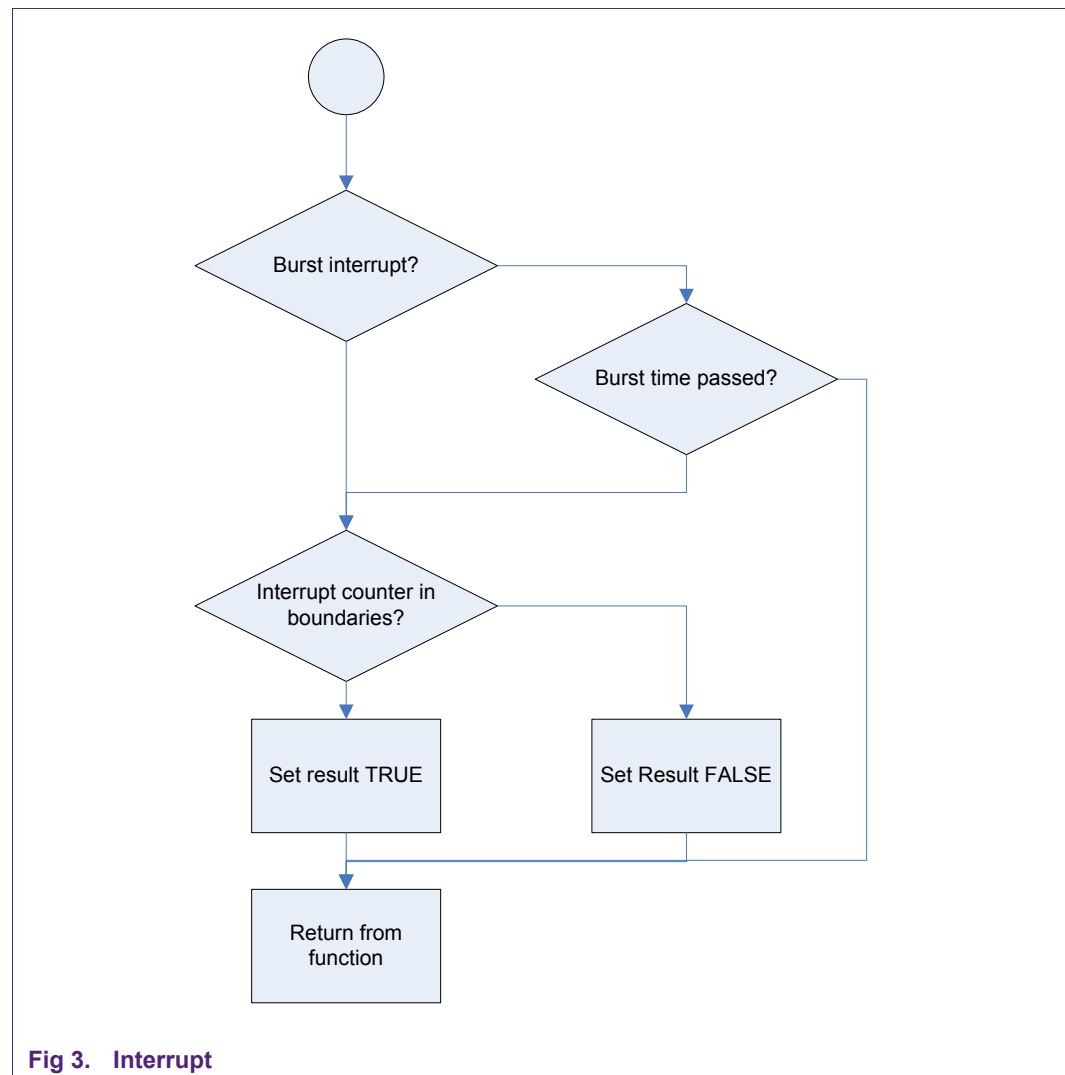 Burst interrupt?
Burst time passed?
Interrupt counter in
boundaries?
Set result TRUE
Set Result FALSE
Return from
function
Fig 3. Interrupt